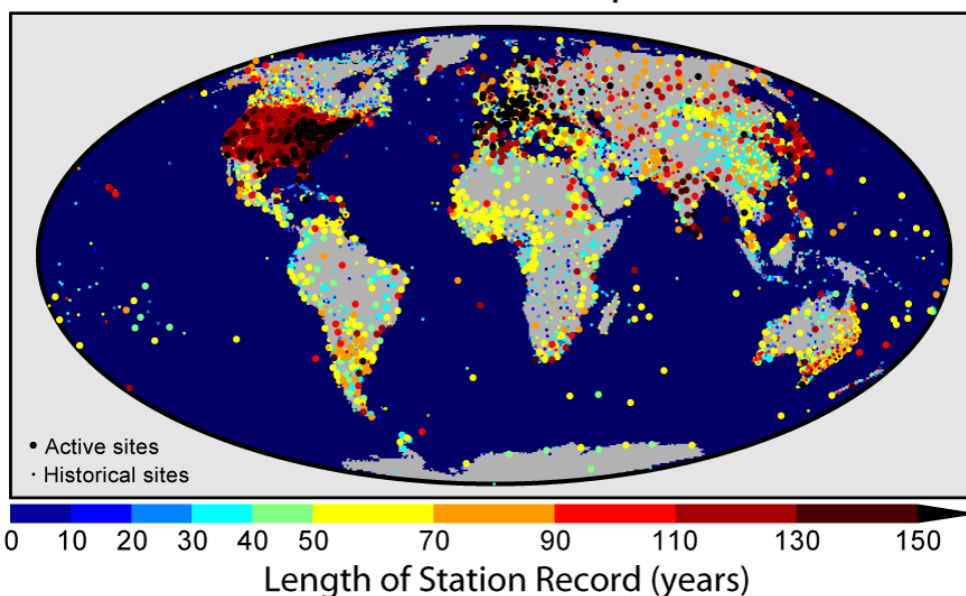 • Active sites
· Historical sites
0 10 20 30 40 50 70 90 110 130 150
Length of Station Record (years)